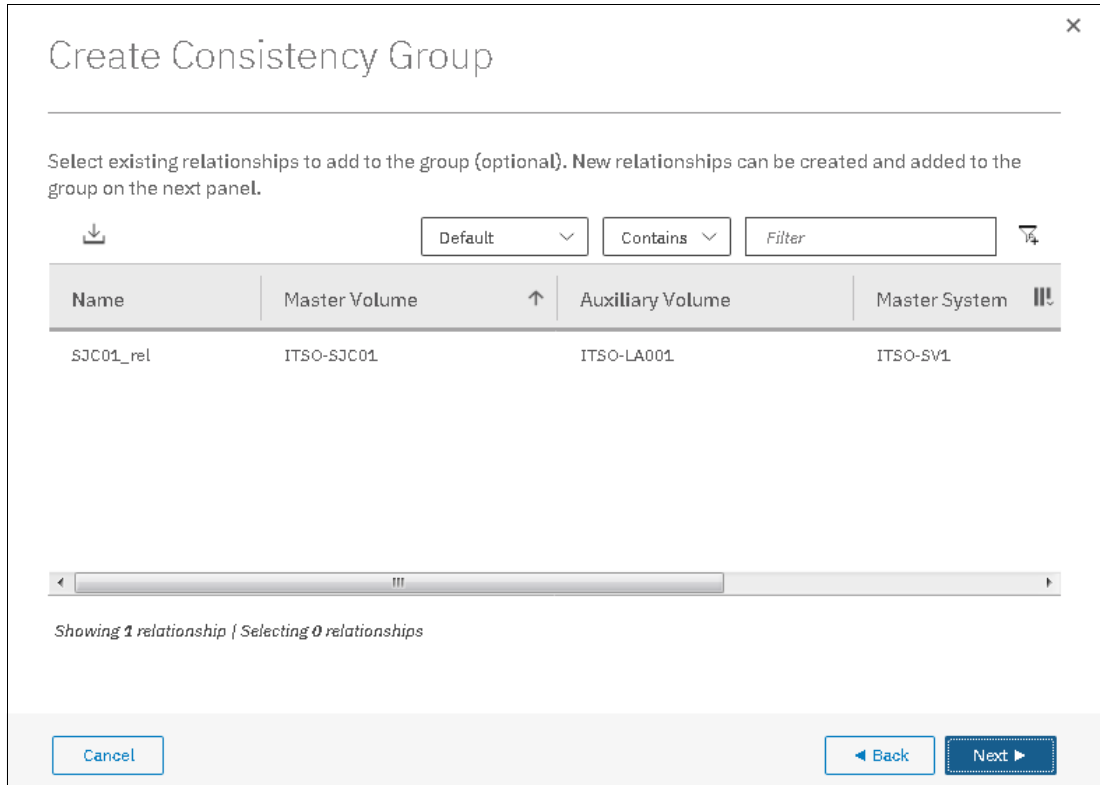 Create Consistency Group
Select existing relationships to add to the group (optional). New relationships can be created and added to the
group on the next panel.
Default Contains Filter
Name Master Volume Auxiliary Volume Master System
SJC01_rel ITSO-SJC01 ITSO-LA001 ITSO-SV1
Showing 1 relationship | Selecting 0 relationships
Cancel Back Next